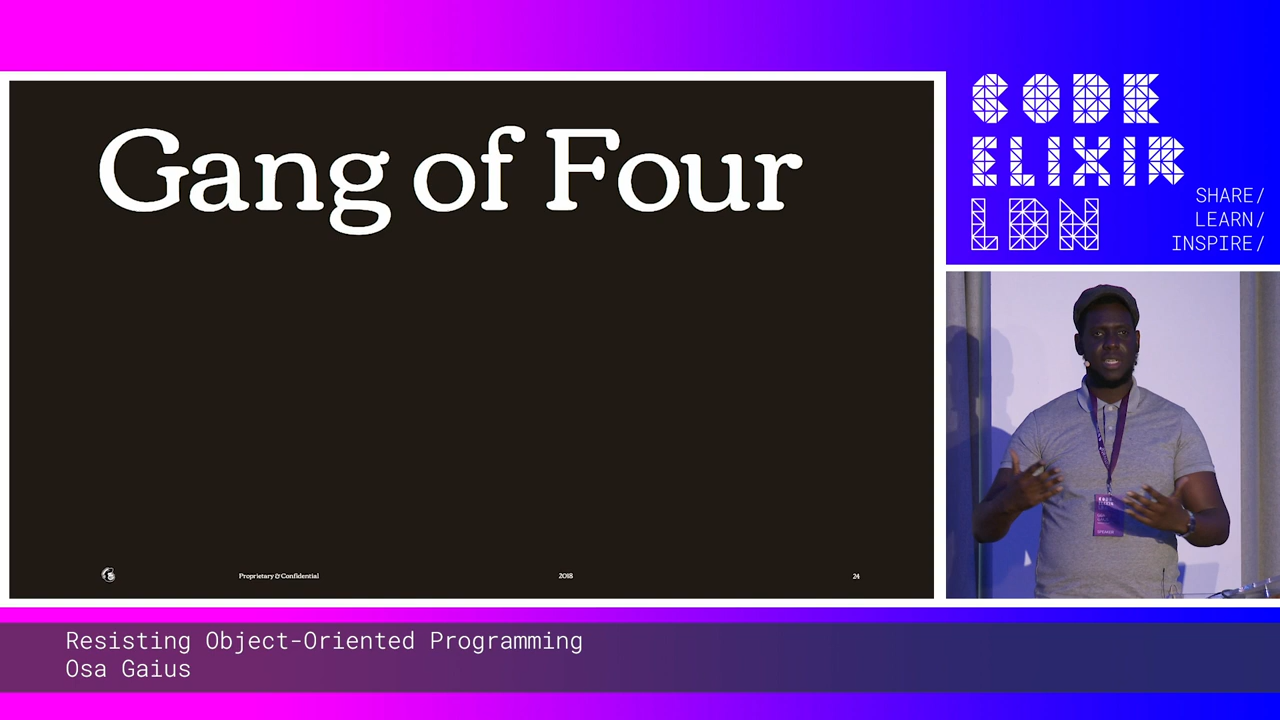 Gang of Four
Proprietary & Confidential
2018
24
CODE
ELIXIR
LDN
SHARE/
LEARN/
INSPIRE/
SPEAKER
Resisting Object-Oriented Programming
Osa Gaius